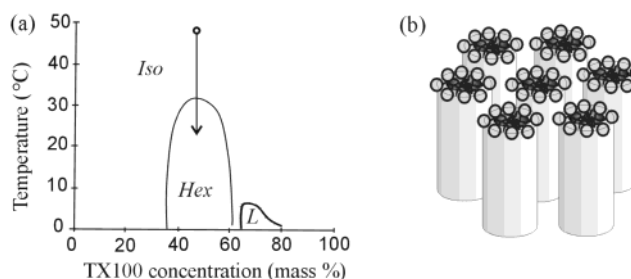 (a)
50
40
30
20
10
0
Temperature (°C)
Iso
Hex
L
0 20 40 60 80 100
TX100 concentration (mass %)
(b)